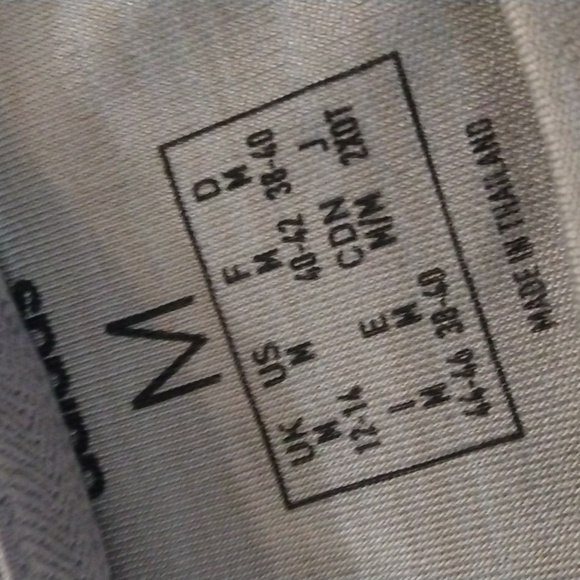 M
UK US F D
M M M M
12-14 40-42 38-40
I E CDN J
M M M/M 2XOT
44-46 38-40
MADE IN THAILAND